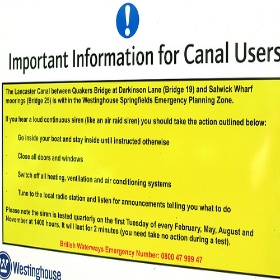 !
Important Information for Canal Users
The Lancaster Canal between Quakers Bridge at Darkinson Lane (Bridge 19) and Salwick Wharf
moorings (Bridge 25) is within the Westinghouse Springfields Emergency Planning Zone.
If you hear a loud continuous siren (like an air raid siren) you should take the action outlined below:
Go inside your boat and stay inside until instructed otherwise
Close all doors and windows
Switch off all heating, ventilation and air conditioning systems
Tune to the local radio station and listen for announcements telling you what to do
Please note the siren is tested quarterly on the first Tuesday of every February, May, August and
November at 1400 hours. It will last for 2 minutes (you need take no action during a test).
British Waterways Emergency Number: 0800 47 999 47
W Westinghouse